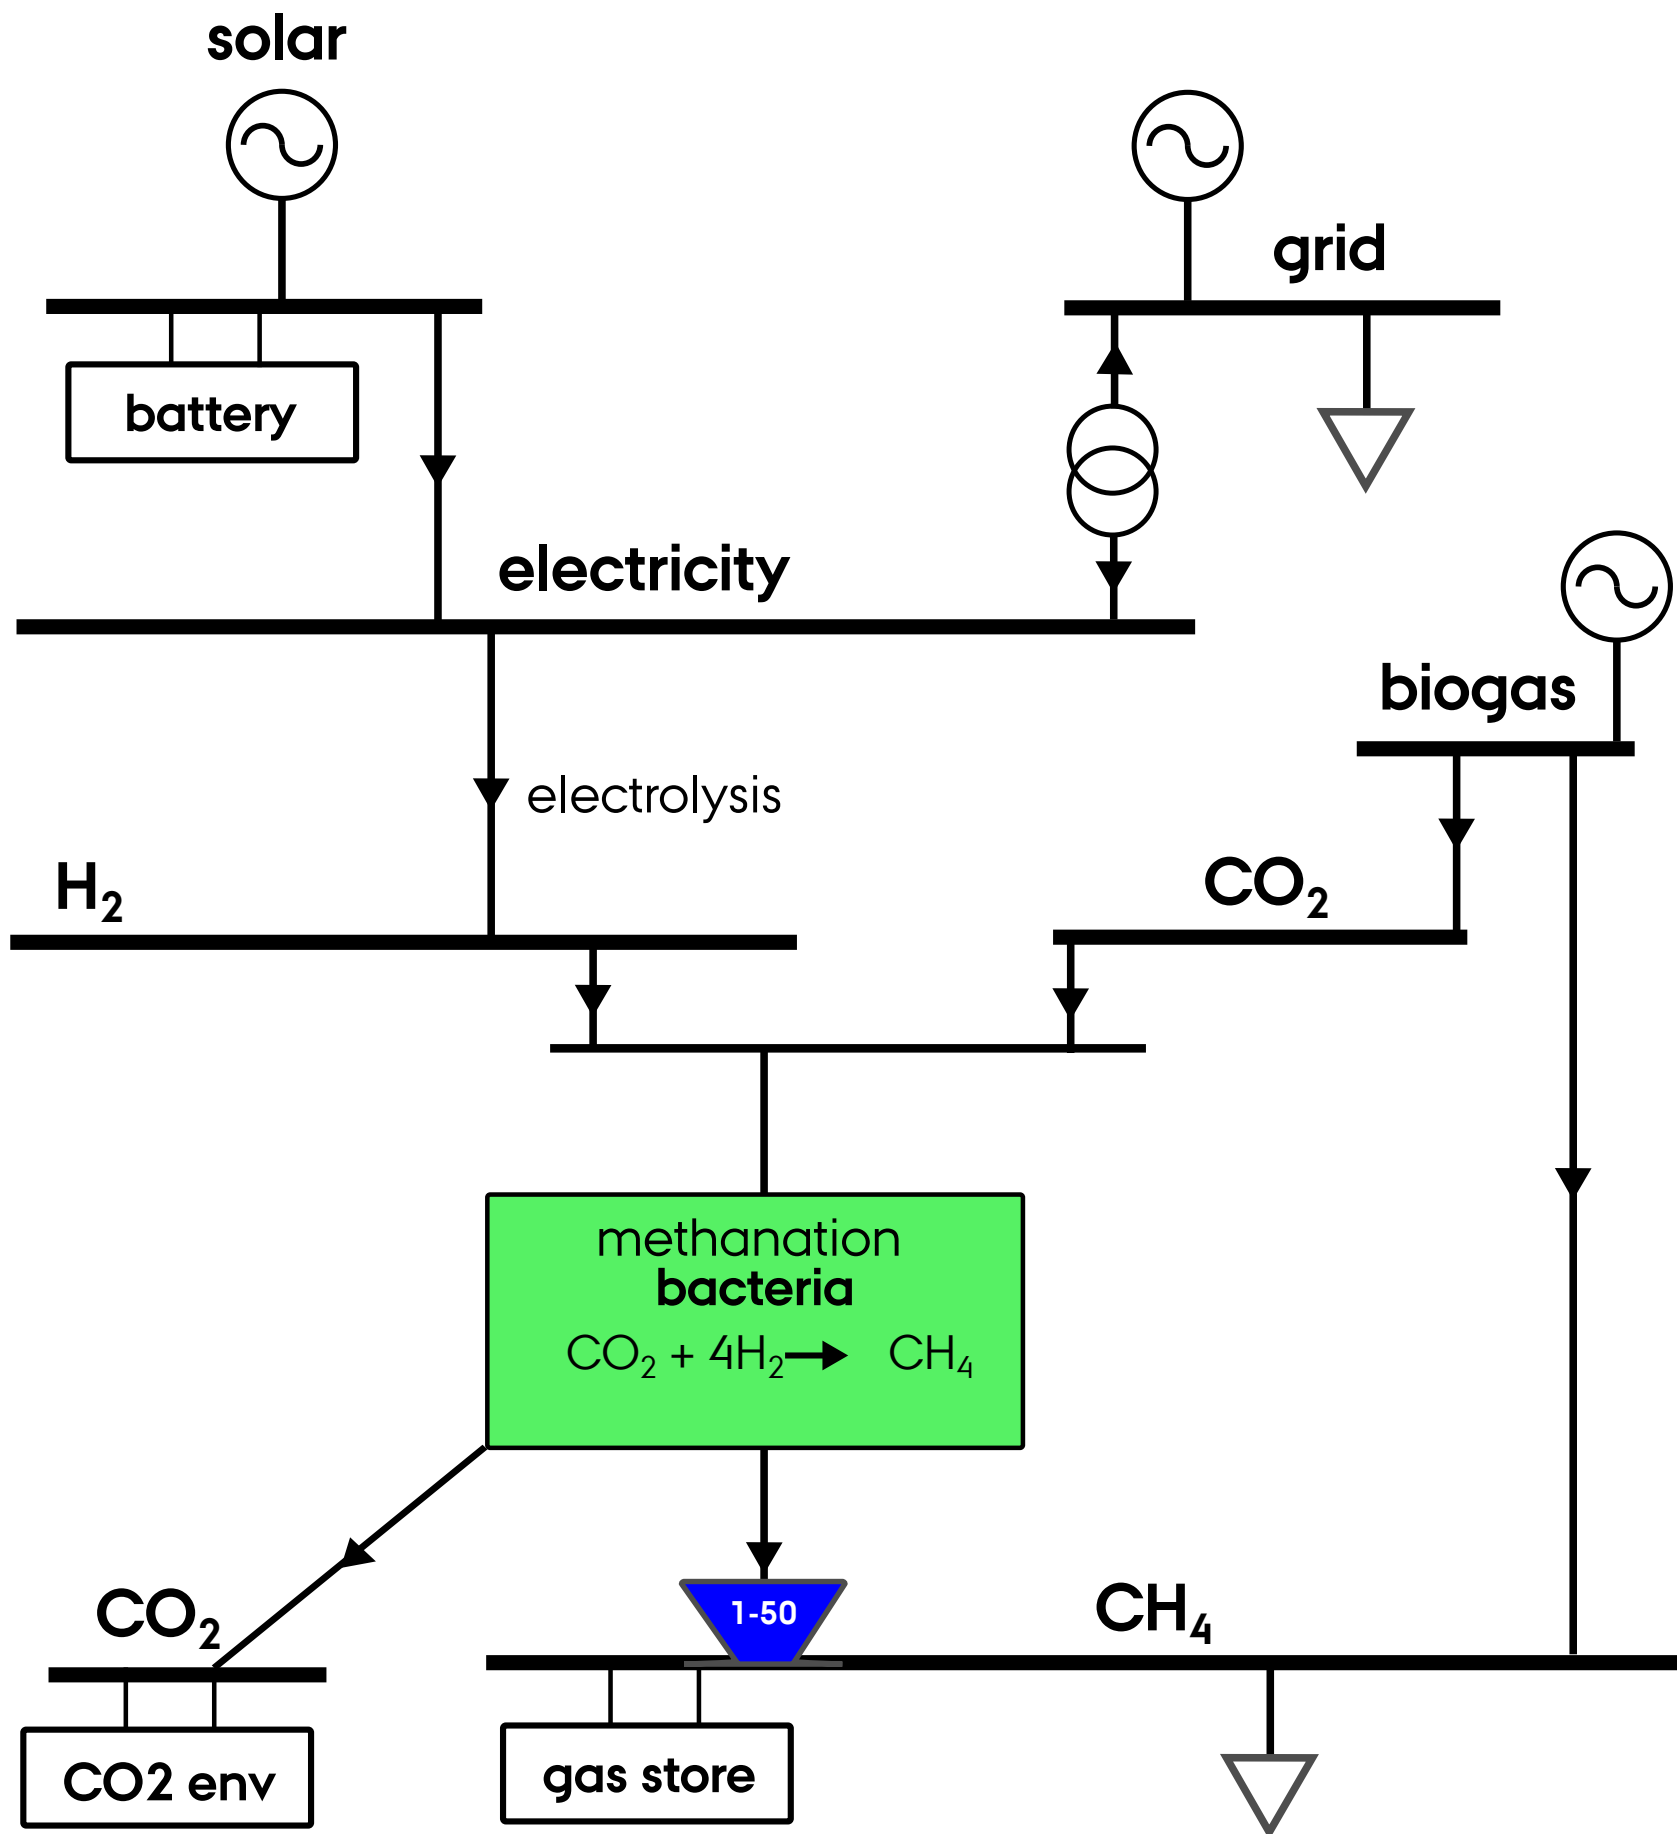 solar
grid
battery
electricity
biogas
electrolysis
H₂
CO₂
methanation
bacteria
CO₂ + 4H₂ → CH₄
CO₂
1-50
CH₄
CO2 env
gas store